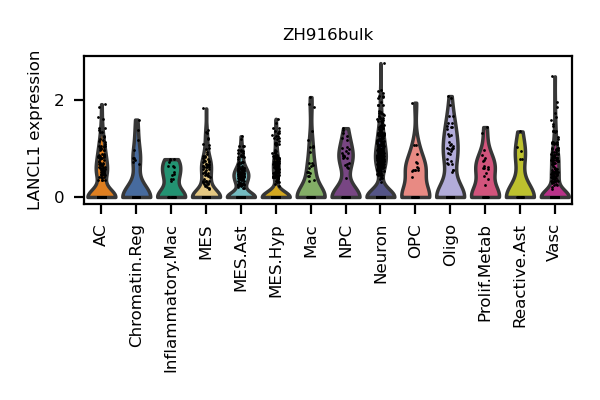 ZH916bulk
LANCL1 expression
2
0
AC
Chromatin.Reg
Inflammatory.Mac
MES
MES.Ast
MES.Hyp
Mac
NPC
Neuron
OPC
Oligo
Prolif.Metab
Reactive.Ast
Vasc